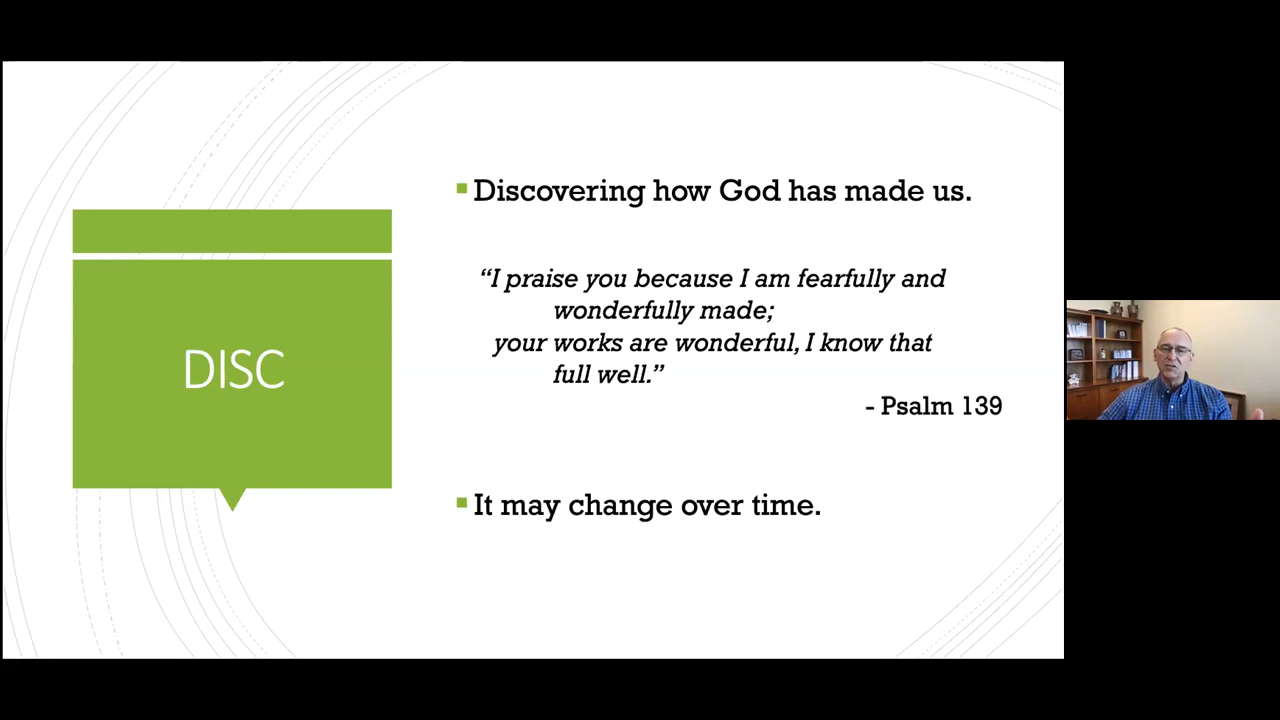 DISC
Discovering how God has made us.
“I praise you because I am fearfully and
wonderfully made;
your works are wonderful, I know that
full well.”
- Psalm 139
It may change over time.